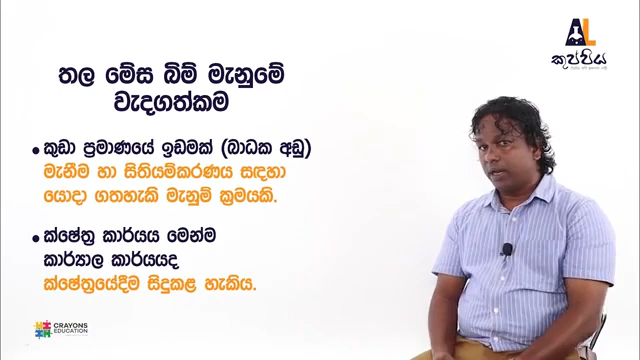 AL
කුප්පිය
තල මේස බිම් මැනුමේ
වැදගත්කම
• කුඩා ප්‍රමාණයේ ඉඩමක් (බාධක අඩු)
මැනීම හා සිතියම්කරණය සඳහා
යොදා ගතහැකි මැනුම් ක්‍රමයකි.
• ක්ෂේත්‍ර කාර්යය මෙන්ම
කාර්‍යාල කාර්යයද
ක්ෂේත්‍රයේදීම සිදුකළ හැකිය.
CRAYONS
EDUCATION